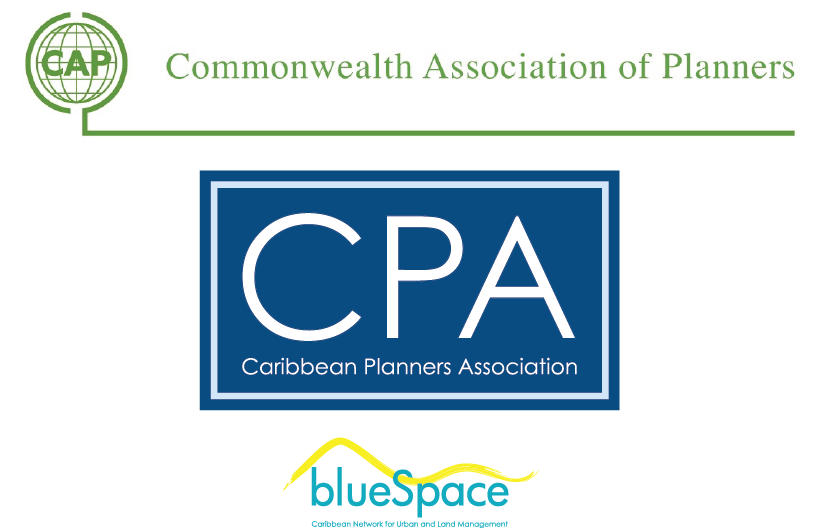 CAP
Commonwealth Association of Planners
CPA
Caribbean Planners Association
blueSpace
Caribbean Network for Urban and Land Management